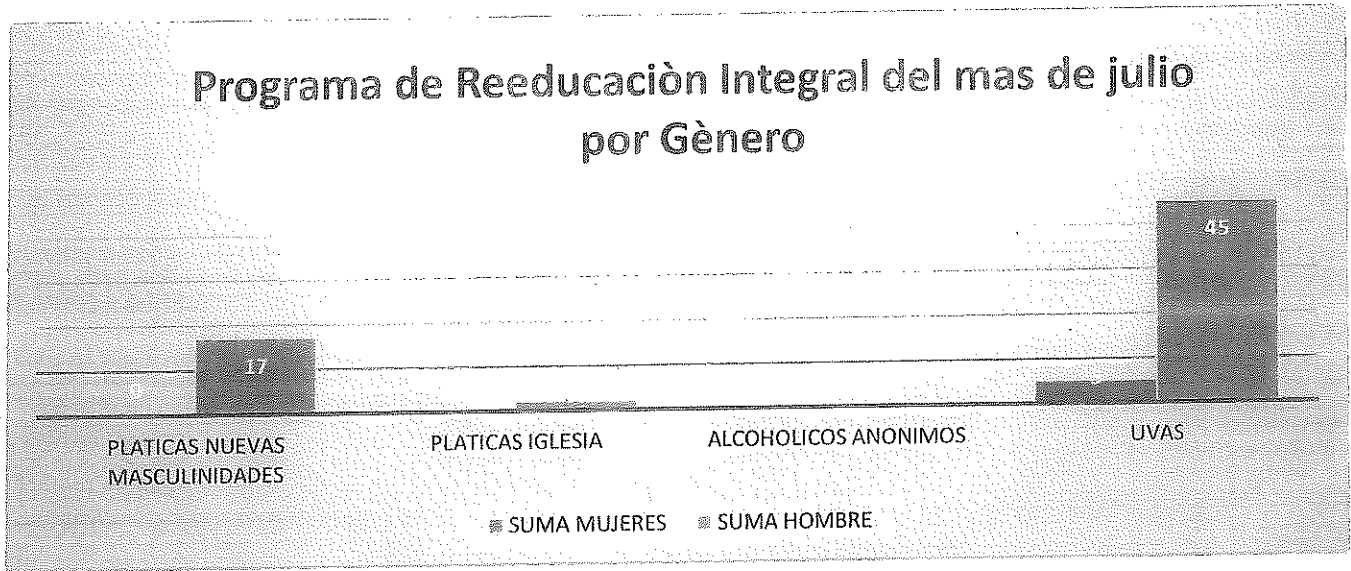 Programa de Reeducaciòn Integral del mas de julio
por Gènero
45
17
PLATICAS NUEVAS
MASCULINIDADES
PLATICAS IGLESIA
ALCOHOLICOS ANONIMOS
UVAS
SUMA MUJERES
SUMA HOMBRE